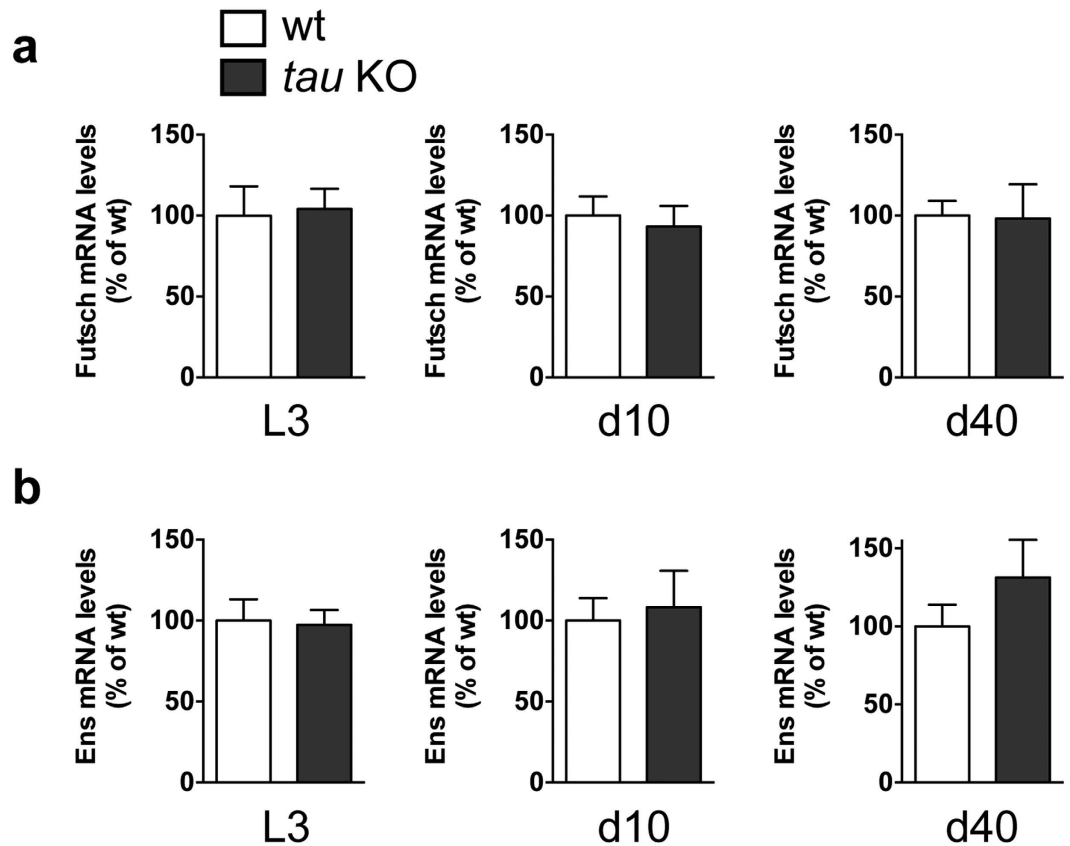 a
wt
tau KO
Futsch mRNA levels
(% of wt)
150
100
50
0
L3
Futsch mRNA levels
(% of wt)
150
100
50
0
d10
Futsch mRNA levels
(% of wt)
150
100
50
0
d40
b
Ens mRNA levels
(% of wt)
150
100
50
0
L3
Ens mRNA levels
(% of wt)
150
100
50
0
d10
Ens mRNA levels
(% of wt)
150
100
50
0
d40